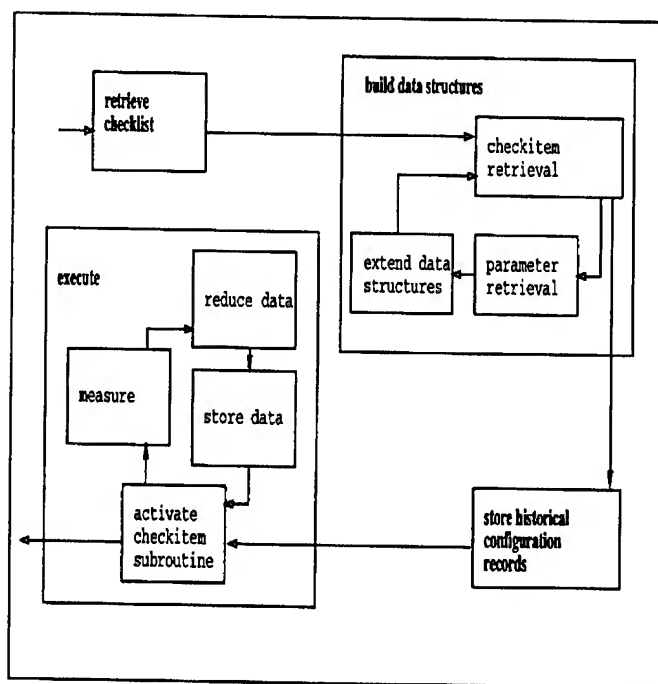 retrieve
checklist
build data structures
checkitem
retrieval
extend data
structures
parameter
retrieval
execute
reduce data
measure
store data
activate
checkitem
subroutine
store historical
configuration
records